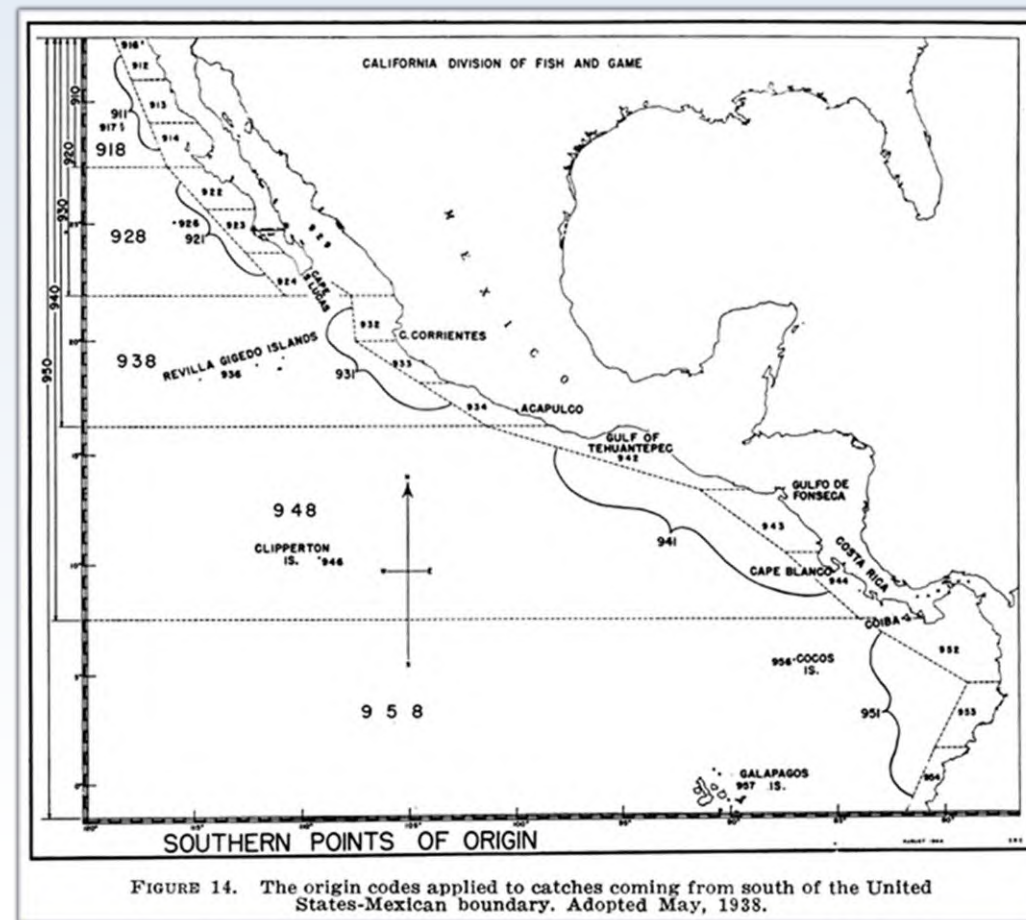 CALIFORNIA DIVISION OF FISH AND GAME
916
912
910
913
911
917
914
918
920
922
930
925
926
923
929
928
921
924
CAPE
S LUCAS
940
932
C. CORRIENTES
938
REVILLA GIGEDO ISLANDS
936
931
933
950
934
ACAPULCO
MEXICO
GULF OF
TEHUANTEPEC
942
GULFO DE
FONSECA
948
943
941
CLIPPERTON
IS. 946
COSTA RICA
CAPE BLANCO
944
N
W E
S
COIBA
952
956 COCOS
IS.
958
951
953
GALAPAGOS
957 IS.
954
SOUTHERN POINTS OF ORIGIN
FIGURE 14. The origin codes applied to catches coming from south of the United
States-Mexican boundary. Adopted May, 1938.